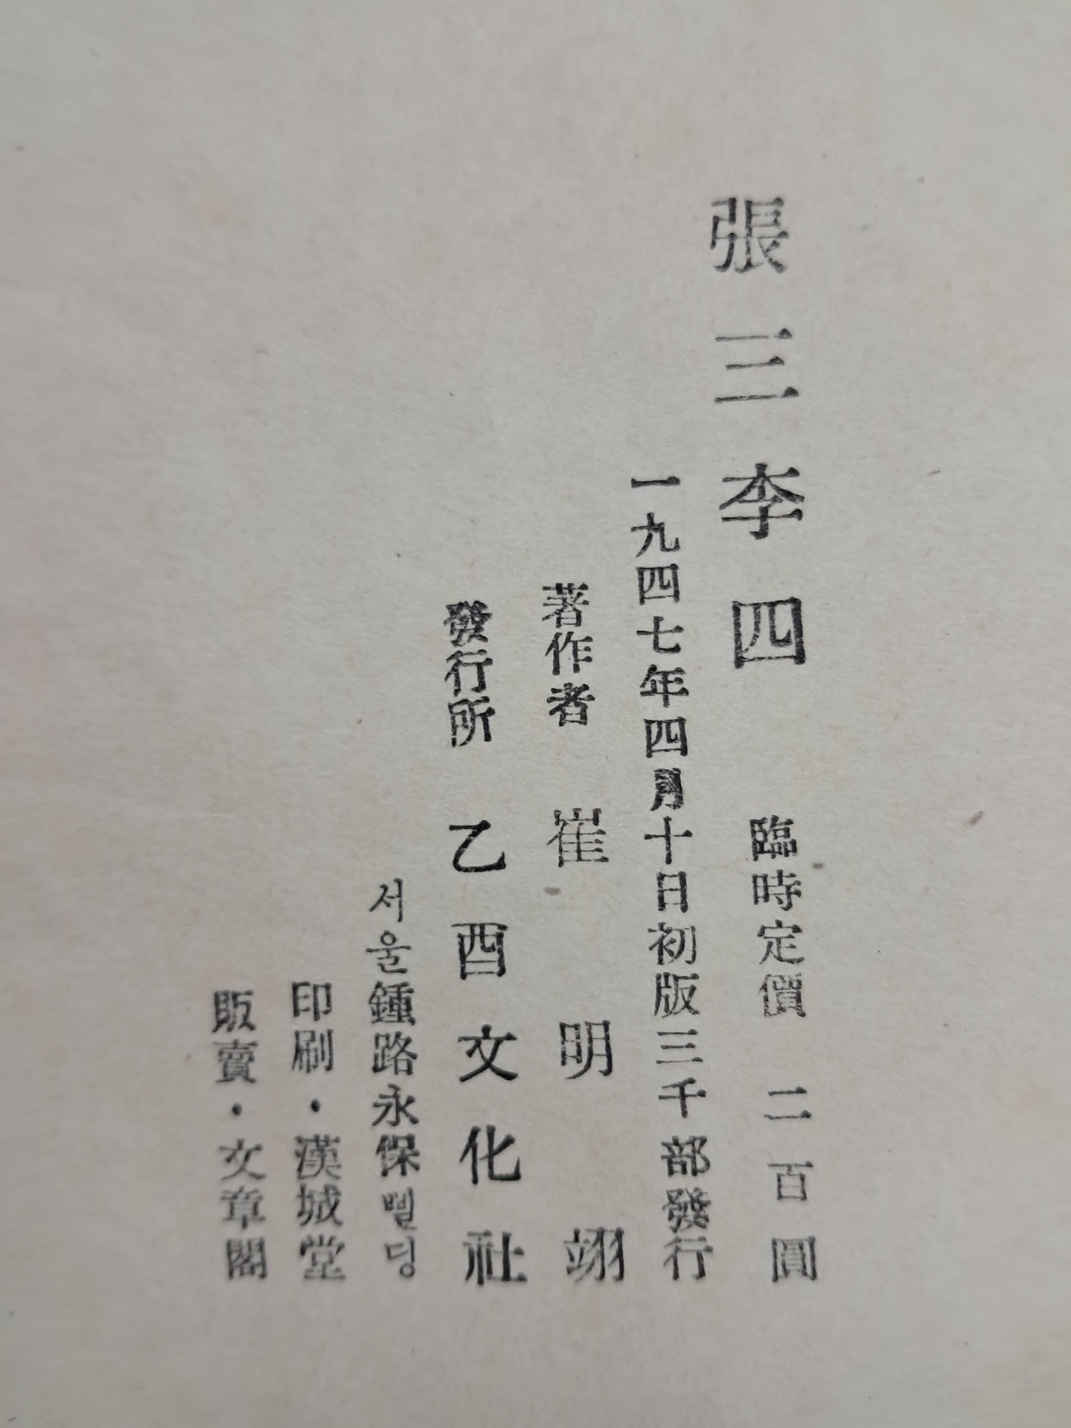 張三李四 臨時定價 二百圓
一九四七年四月十日初版三千部發行
著作者 崔明翊
發行所 乙酉文化社
서울鍾路永保삘딍
印刷・漢城堂
販賣・文章閣